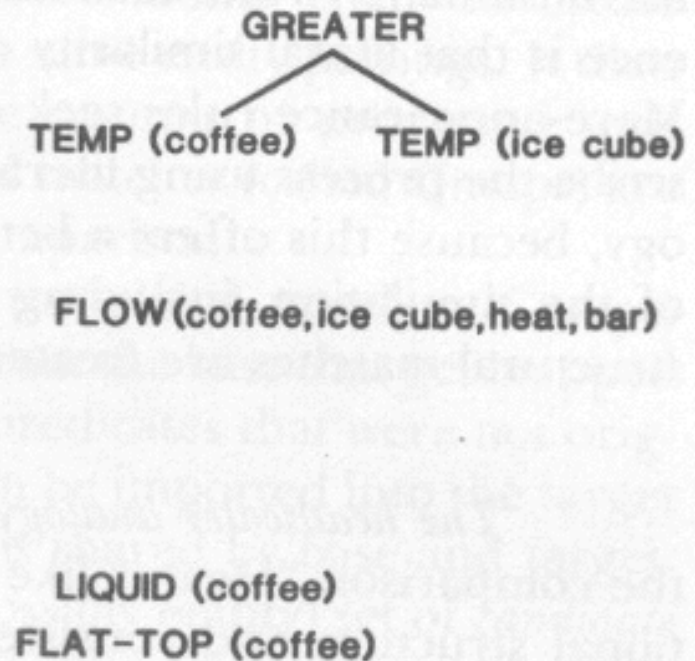 GREATER
TEMP (coffee) TEMP (ice cube)
FLOW(coffee,ice cube,heat,bar)
LIQUID (coffee)
FLAT-TOP (coffee)